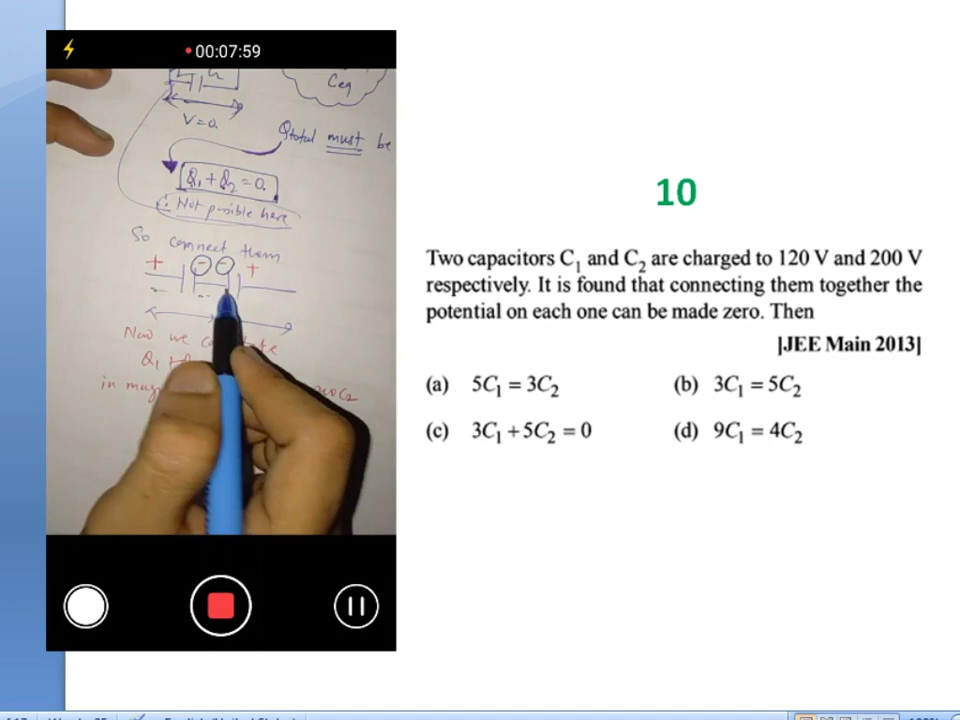 00:07:59
Ceq
V=0.
Qtotal must be
Q₁ + Q₂ = 0.
Not possible here
So connect them
+ − − +
Now we
Q₁
in
10
Two capacitors C₁ and C₂ are charged to 120 V and 200 V
respectively. It is found that connecting them together the
potential on each one can be made zero. Then
|JEE Main 2013|
(a) 5C₁ = 3C₂ (b) 3C₁ = 5C₂
(c) 3C₁ + 5C₂ = 0 (d) 9C₁ = 4C₂